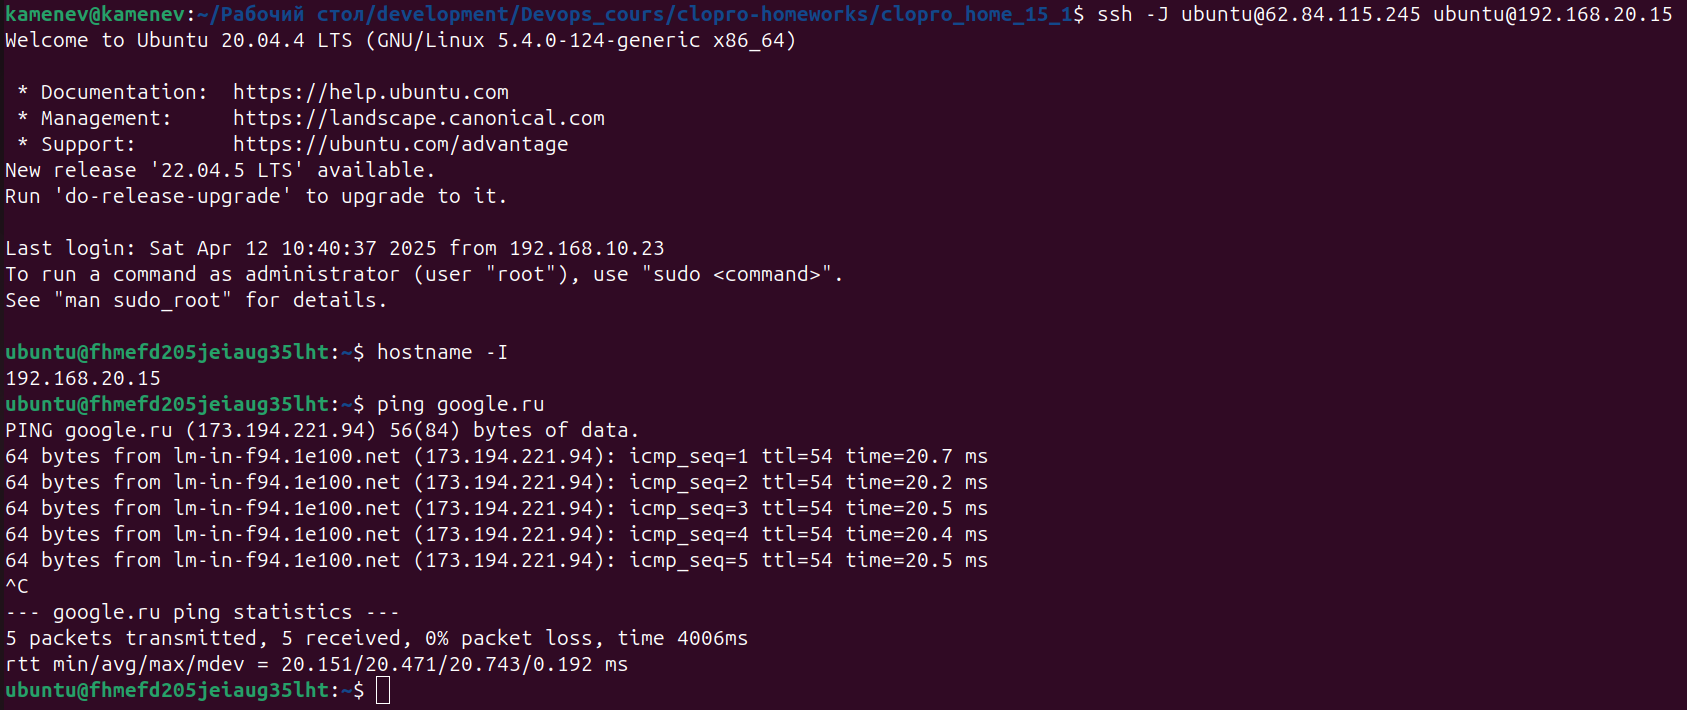 kamenev@kamenev:~/Рабочий стол/development/Devops_cours/clopro-homeworks/clopro_home_15_1$ ssh -J ubuntu@62.84.115.245 ubuntu@192.168.20.15
Welcome to Ubuntu 20.04.4 LTS (GNU/Linux 5.4.0-124-generic x86_64)

 * Documentation:  https://help.ubuntu.com
 * Management:     https://landscape.canonical.com
 * Support:        https://ubuntu.com/advantage
New release '22.04.5 LTS' available.
Run 'do-release-upgrade' to upgrade to it.

Last login: Sat Apr 12 10:40:37 2025 from 192.168.10.23
To run a command as administrator (user "root"), use "sudo <command>".
See "man sudo_root" for details.

ubuntu@fhmefd205jeiaug35lht:~$ hostname -I
192.168.20.15
ubuntu@fhmefd205jeiaug35lht:~$ ping google.ru
PING google.ru (173.194.221.94) 56(84) bytes of data.
64 bytes from lm-in-f94.1e100.net (173.194.221.94): icmp_seq=1 ttl=54 time=20.7 ms
64 bytes from lm-in-f94.1e100.net (173.194.221.94): icmp_seq=2 ttl=54 time=20.2 ms
64 bytes from lm-in-f94.1e100.net (173.194.221.94): icmp_seq=3 ttl=54 time=20.5 ms
64 bytes from lm-in-f94.1e100.net (173.194.221.94): icmp_seq=4 ttl=54 time=20.4 ms
64 bytes from lm-in-f94.1e100.net (173.194.221.94): icmp_seq=5 ttl=54 time=20.5 ms
^C
--- google.ru ping statistics ---
5 packets transmitted, 5 received, 0% packet loss, time 4006ms
rtt min/avg/max/mdev = 20.151/20.471/20.743/0.192 ms
ubuntu@fhmefd205jeiaug35lht:~$